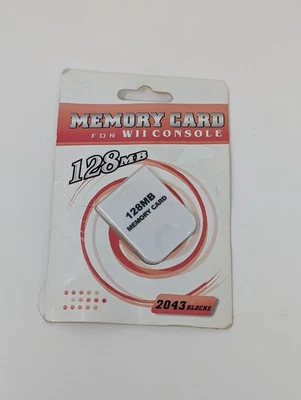 MEMORY CARD
FOR WII CONSOLE
128MB
128MB
MEMORY CARD
2043 BLOCKS